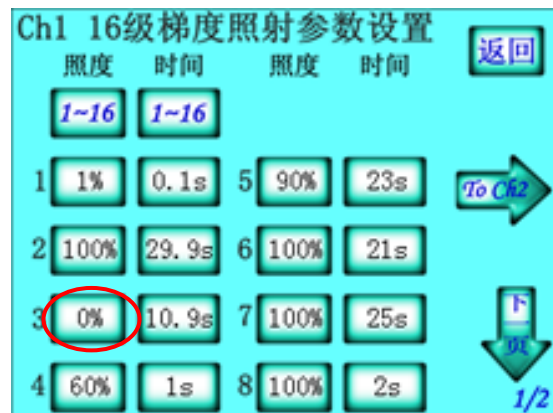 Ch1 16级梯度照射参数设置
返回
照度 时间 照度 时间
1~16 1~16
1 1% 0.1s 5 90% 23s
To Ch2
2 100% 29.9s 6 100% 21s
3 0% 10.9s 7 100% 25s
下
页
4 60% 1s 8 100% 2s
1/2